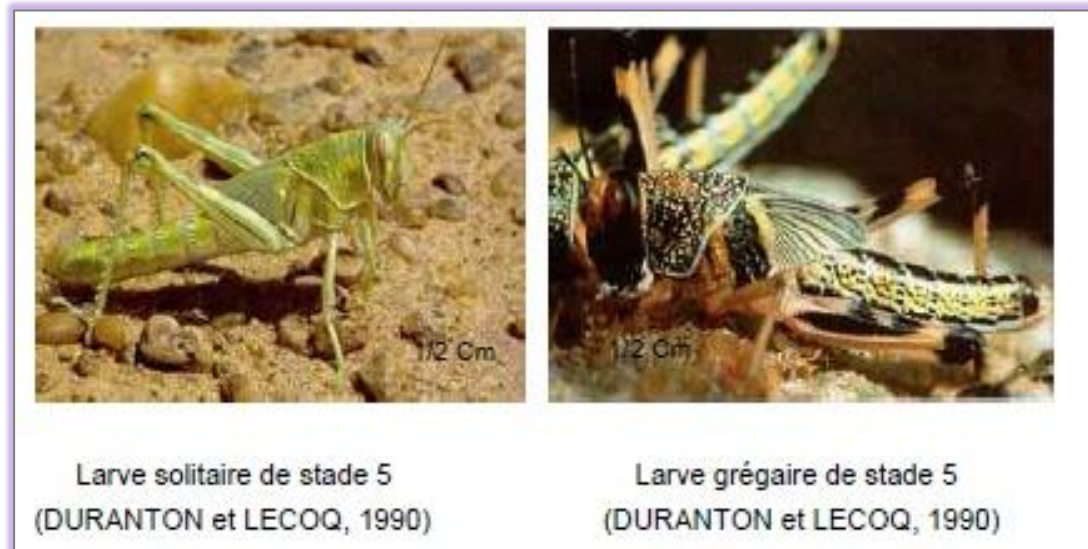 1/2 Cm
1/2 Cm
Larve solitaire de stade 5
(DURANTON et LECOQ, 1990)
Larve grégaire de stade 5
(DURANTON et LECOQ, 1990)